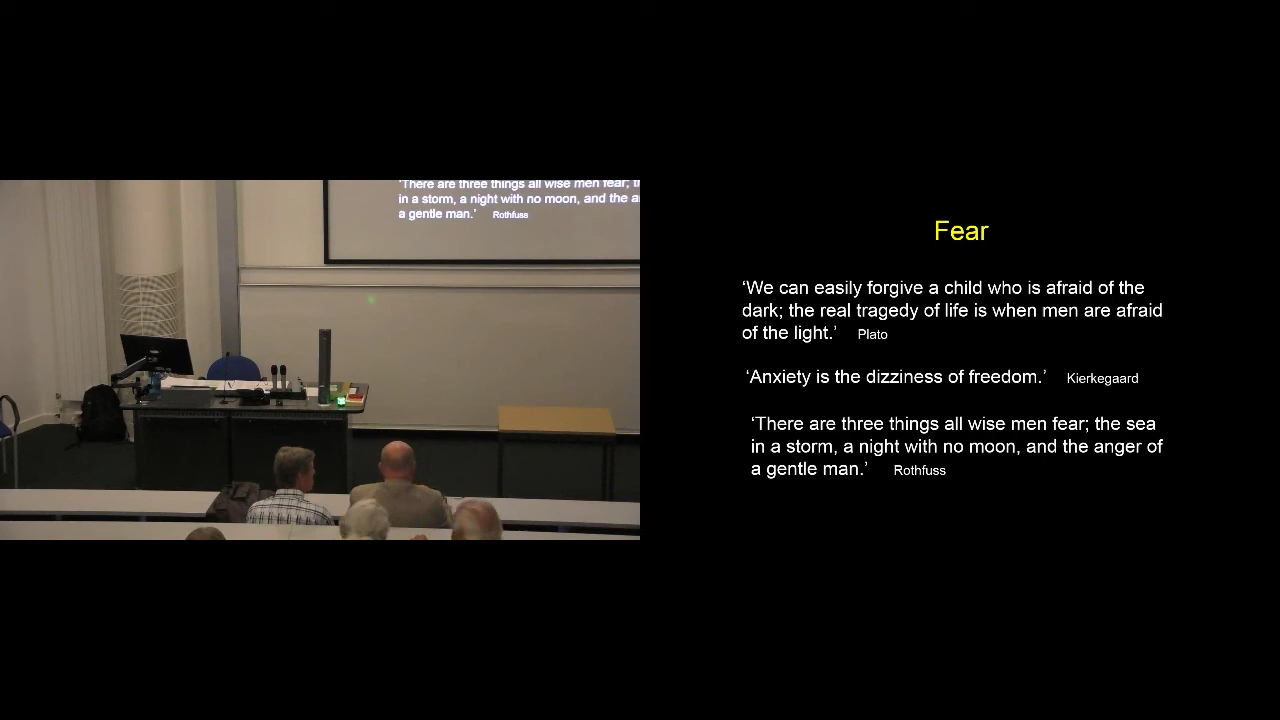 'There are three things all wise men fear; t
in a storm, a night with no moon, and the a
a gentle man.' Rothfuss
Fear
‘We can easily forgive a child who is afraid of the
dark; the real tragedy of life is when men are afraid
of the light.’ Plato
‘Anxiety is the dizziness of freedom.’ Kierkegaard
‘There are three things all wise men fear; the sea
in a storm, a night with no moon, and the anger of
a gentle man.’ Rothfuss